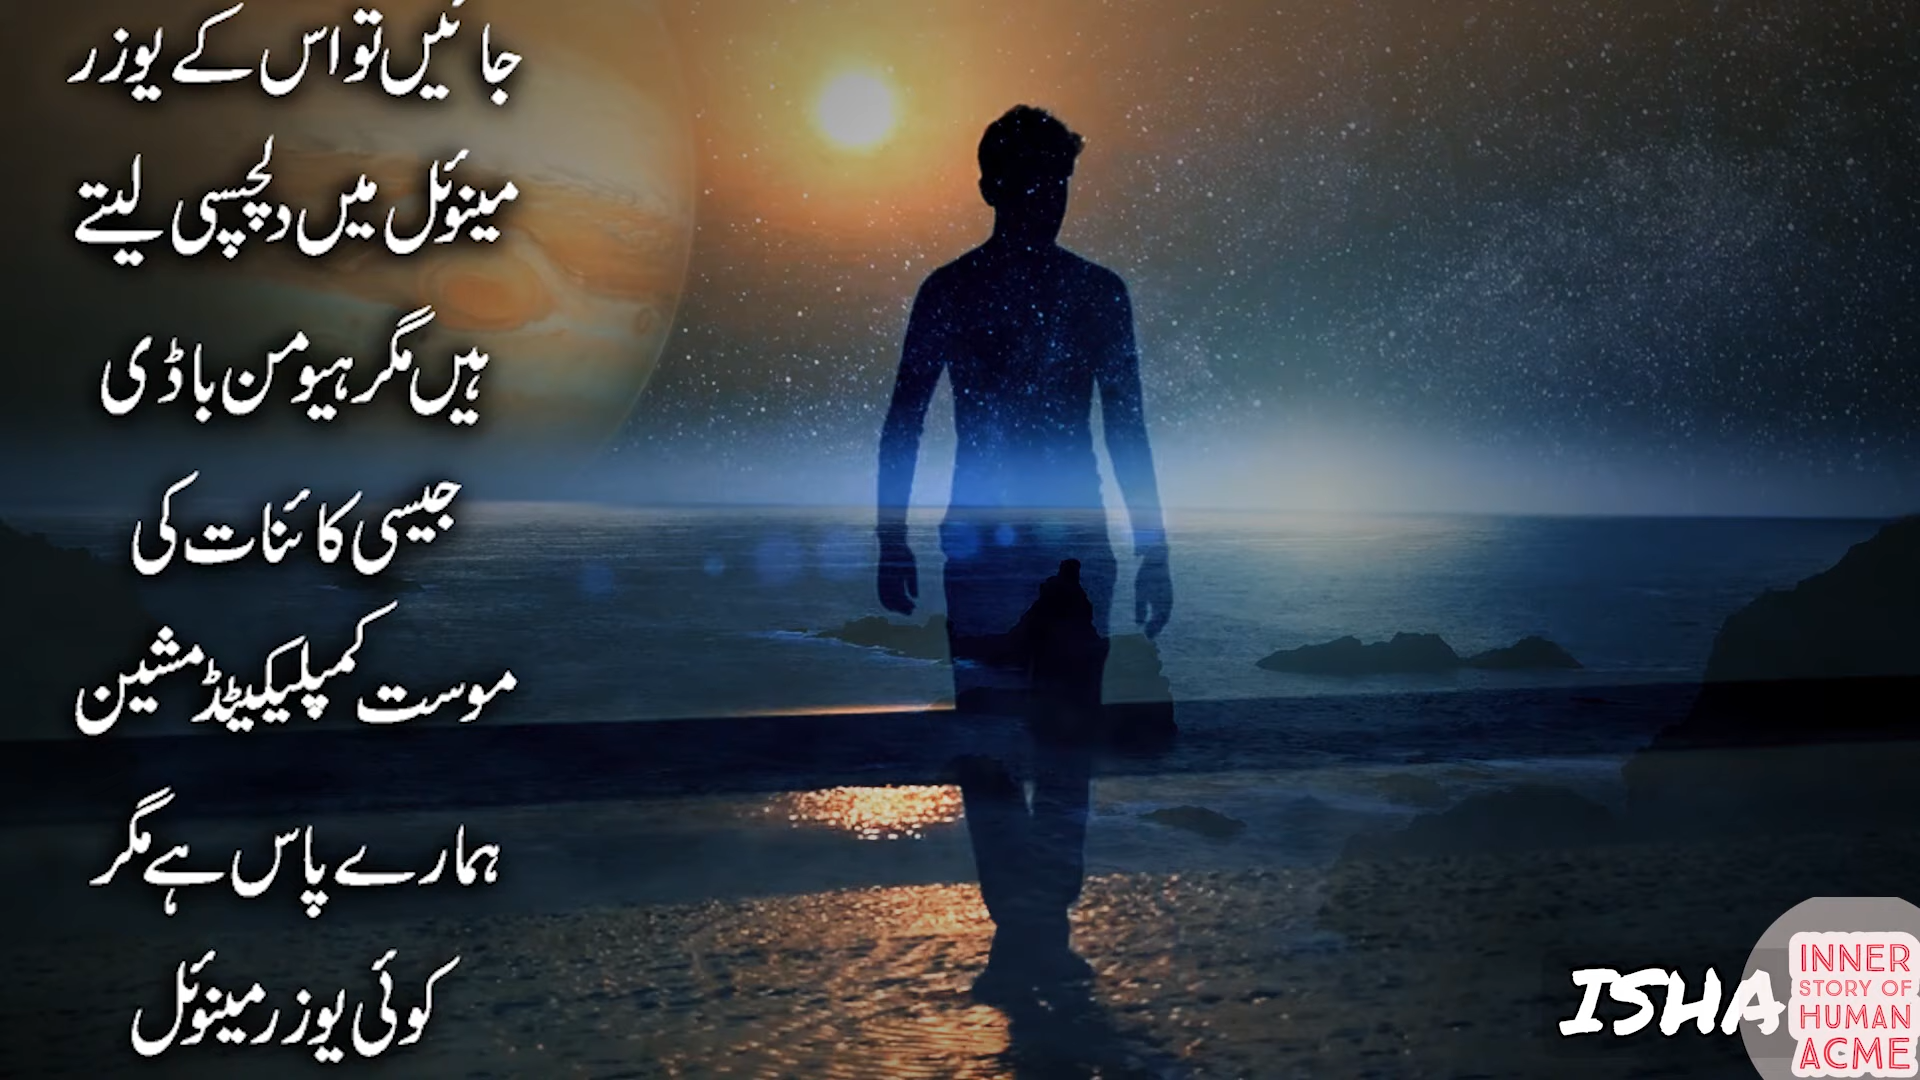 جائیں تو اس کے یوزر
مینوئل میں دلچسپی لیتے
ہیں مگر ہیومن باڈی
جیسی کائنات کی
موست کمپلیکیٹڈ مشین
ہمارے پاس ہے مگر
کوئی یوزر مینوئل
ISHA
INNER
STORY OF
HUMAN
ACME